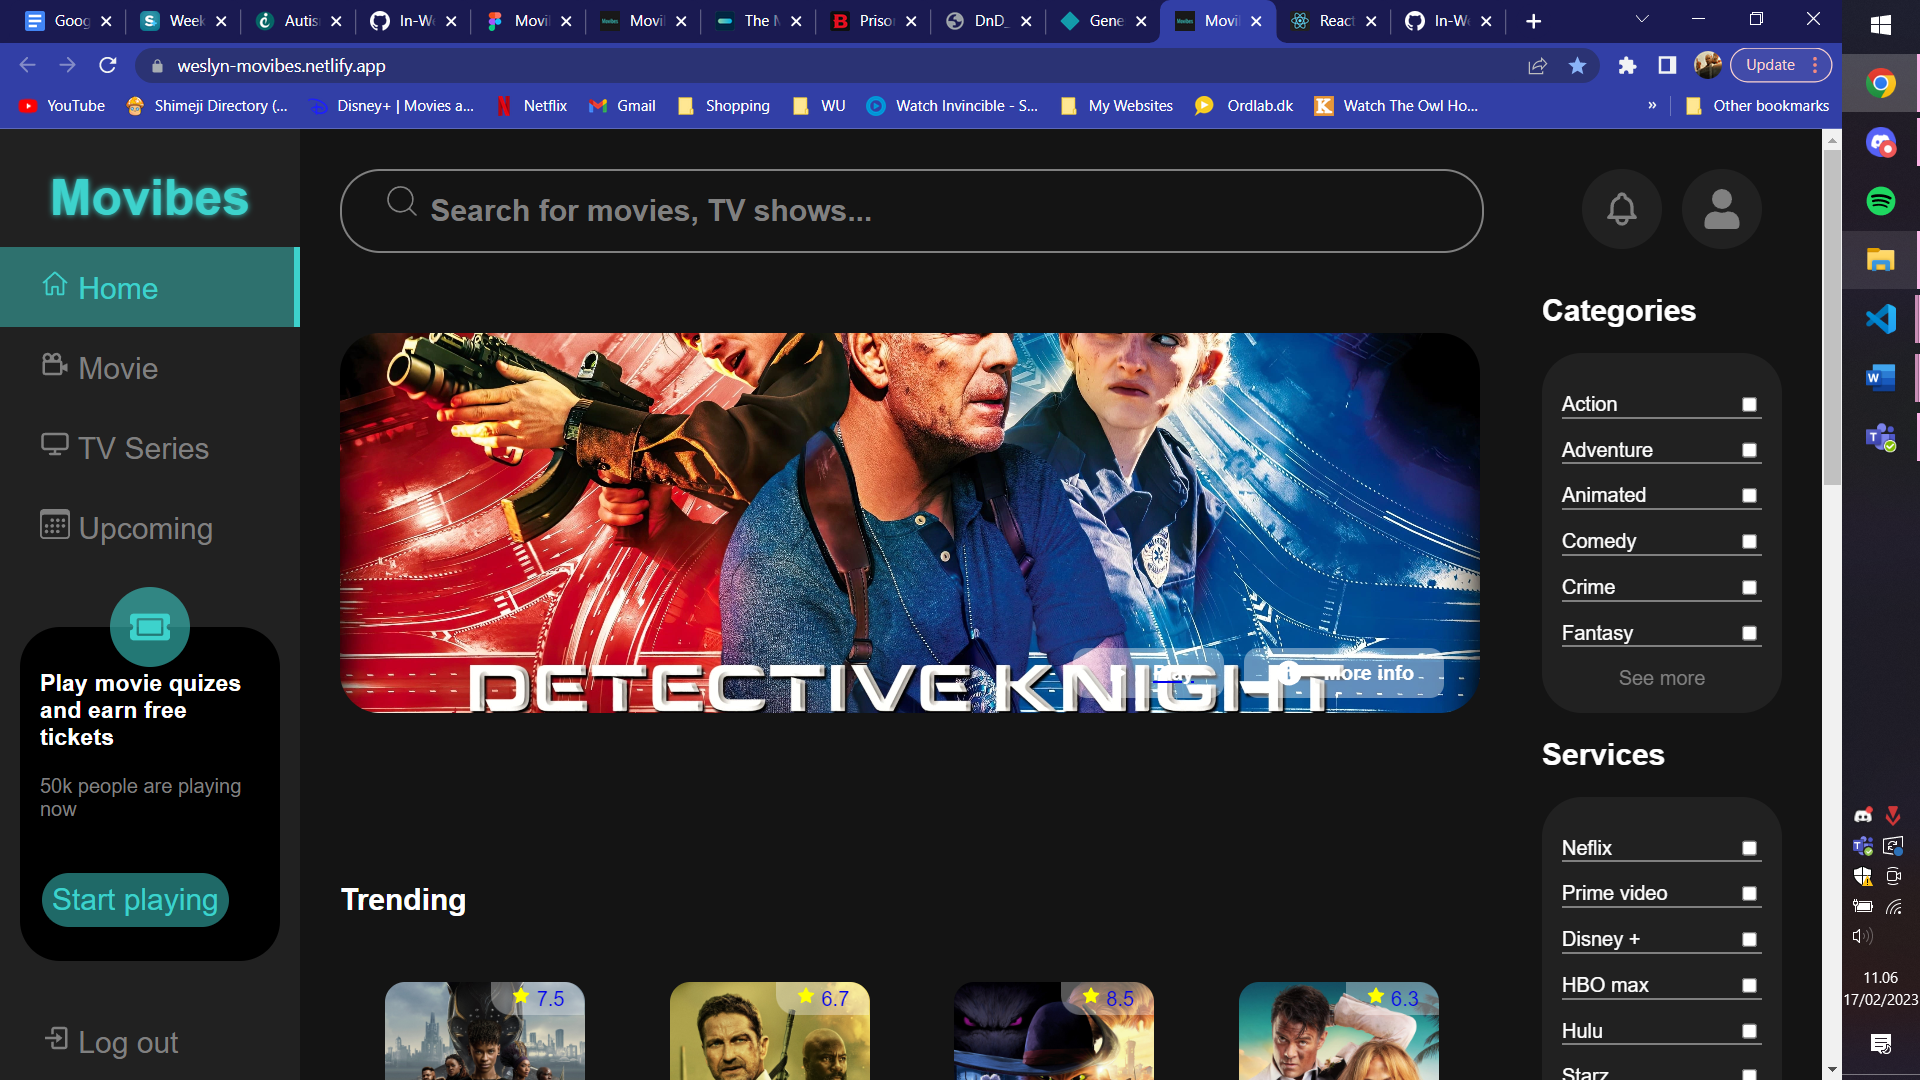 Goog
Week
Autis
In-We
Movi
Movi
The M
Priso
DnD_
Gene
Movi
React
In-We
weslyn-movibes.netlify.app
Update
YouTube
Shimeji Directory (...
Disney+ | Movies a...
Netflix
Gmail
Shopping
WU
Watch Invincible - S...
My Websites
Ordlab.dk
Watch The Owl Ho...
»
Other bookmarks
Movibes
Search for movies, TV shows...
Home
Movie
TV Series
Upcoming
Play movie quizes
and earn free
tickets
50k people are playing
now
Start playing
Log out
DETECTIVE KNIGHT
Play
More info
Trending
7.5
6.7
8.5
6.3
Categories
Action
Adventure
Animated
Comedy
Crime
Fantasy
See more
Services
Neflix
Prime video
Disney +
HBO max
Hulu
Starz
11.06
17/02/2023